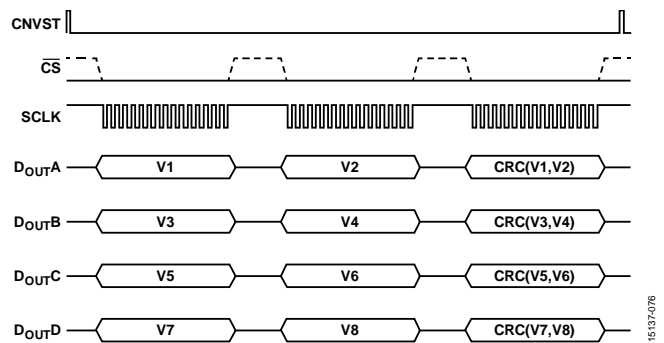 CNVST
CS
SCLK
DOUTA V1 V2 CRC(V1,V2)
DOUTB V3 V4 CRC(V3,V4)
DOUTC V5 V6 CRC(V5,V6)
DOUTD V7 V8 CRC(V7,V8)
15137-076